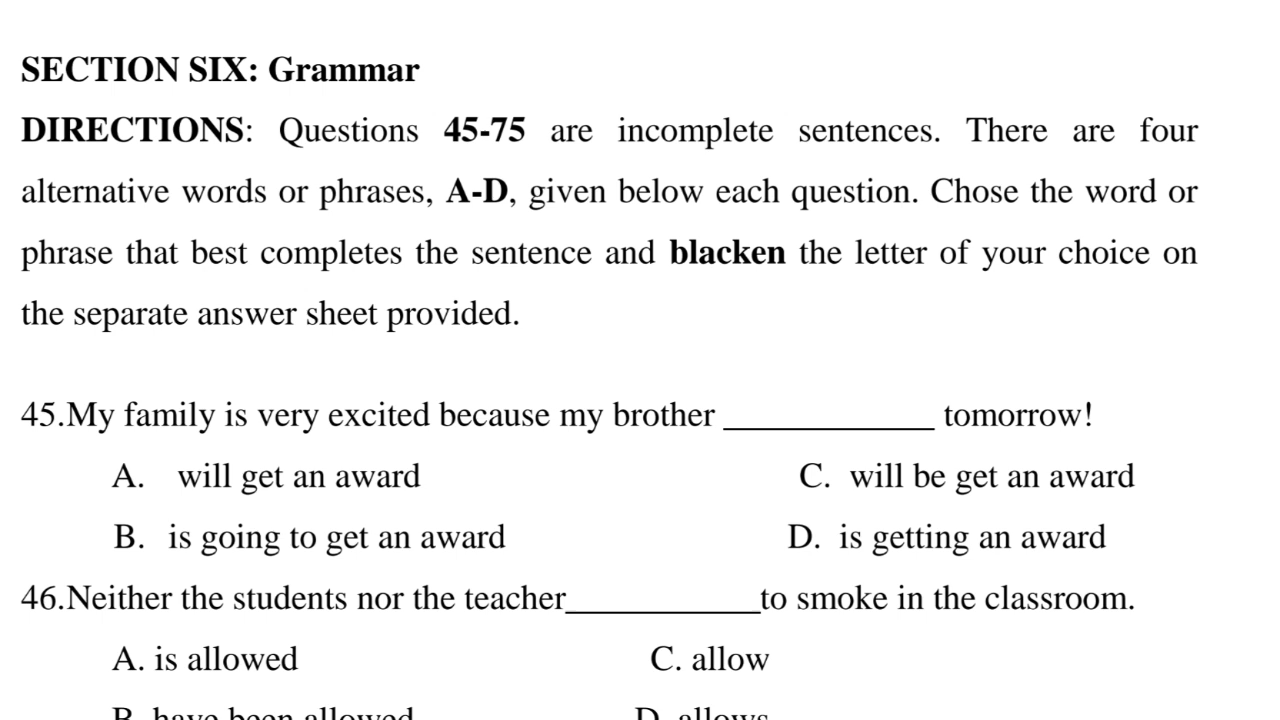 SECTION SIX: Grammar
DIRECTIONS: Questions 45-75 are incomplete sentences. There are four
alternative words or phrases, A-D, given below each question. Chose the word or
phrase that best completes the sentence and blacken the letter of your choice on
the separate answer sheet provided.
45.My family is very excited because my brother ____________ tomorrow!
A. will get an award C. will be get an award
B. is going to get an award D. is getting an award
46.Neither the students nor the teacher___________to smoke in the classroom.
A. is allowed C. allow
B. have been allowed D. allows